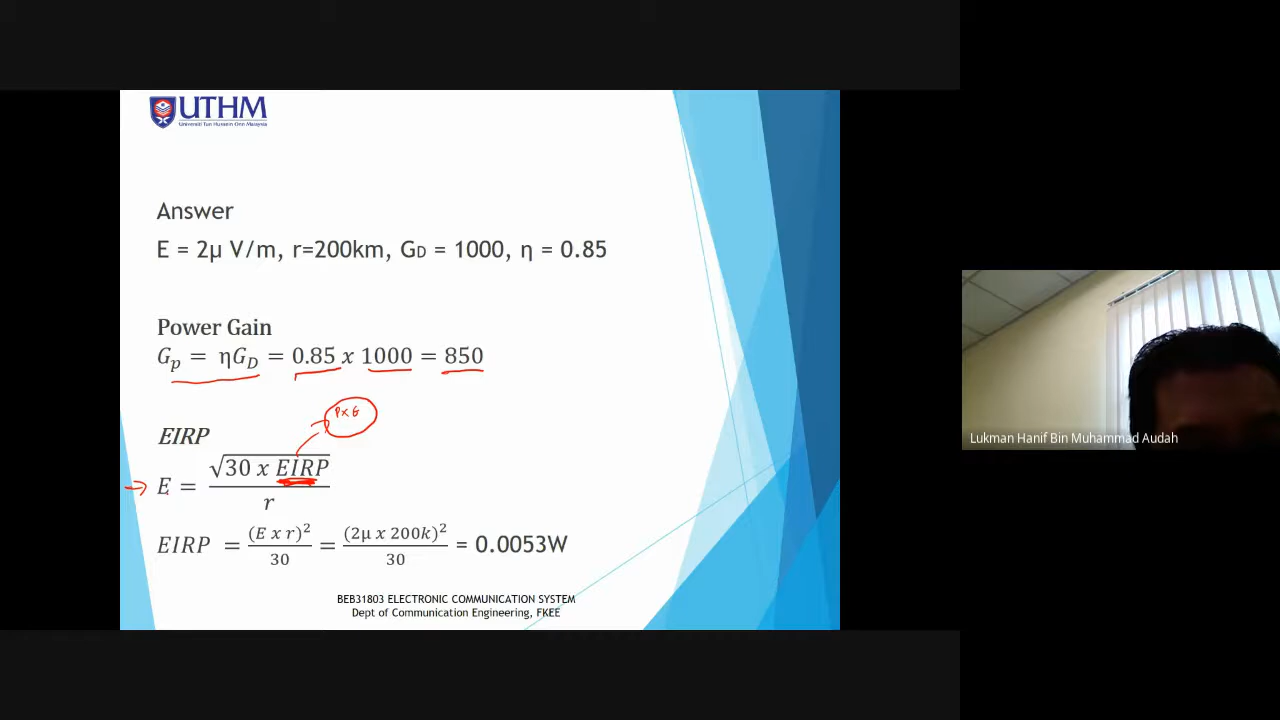 UTHM
Universiti Tun Hussein Onn Malaysia
Answer
E = 2µ V/m, r=200km, GD = 1000, η = 0.85
Power Gain
Gp = ηGD = 0.85 x 1000 = 850
P x G
EIRP
E = √(30 x EIRP) / r
EIRP = (E x r)² / 30 = (2µ x 200k)² / 30 = 0.0053W
BEB31803 ELECTRONIC COMMUNICATION SYSTEM
Dept of Communication Engineering, FKEE
Lukman Hanif Bin Muhammad Audah